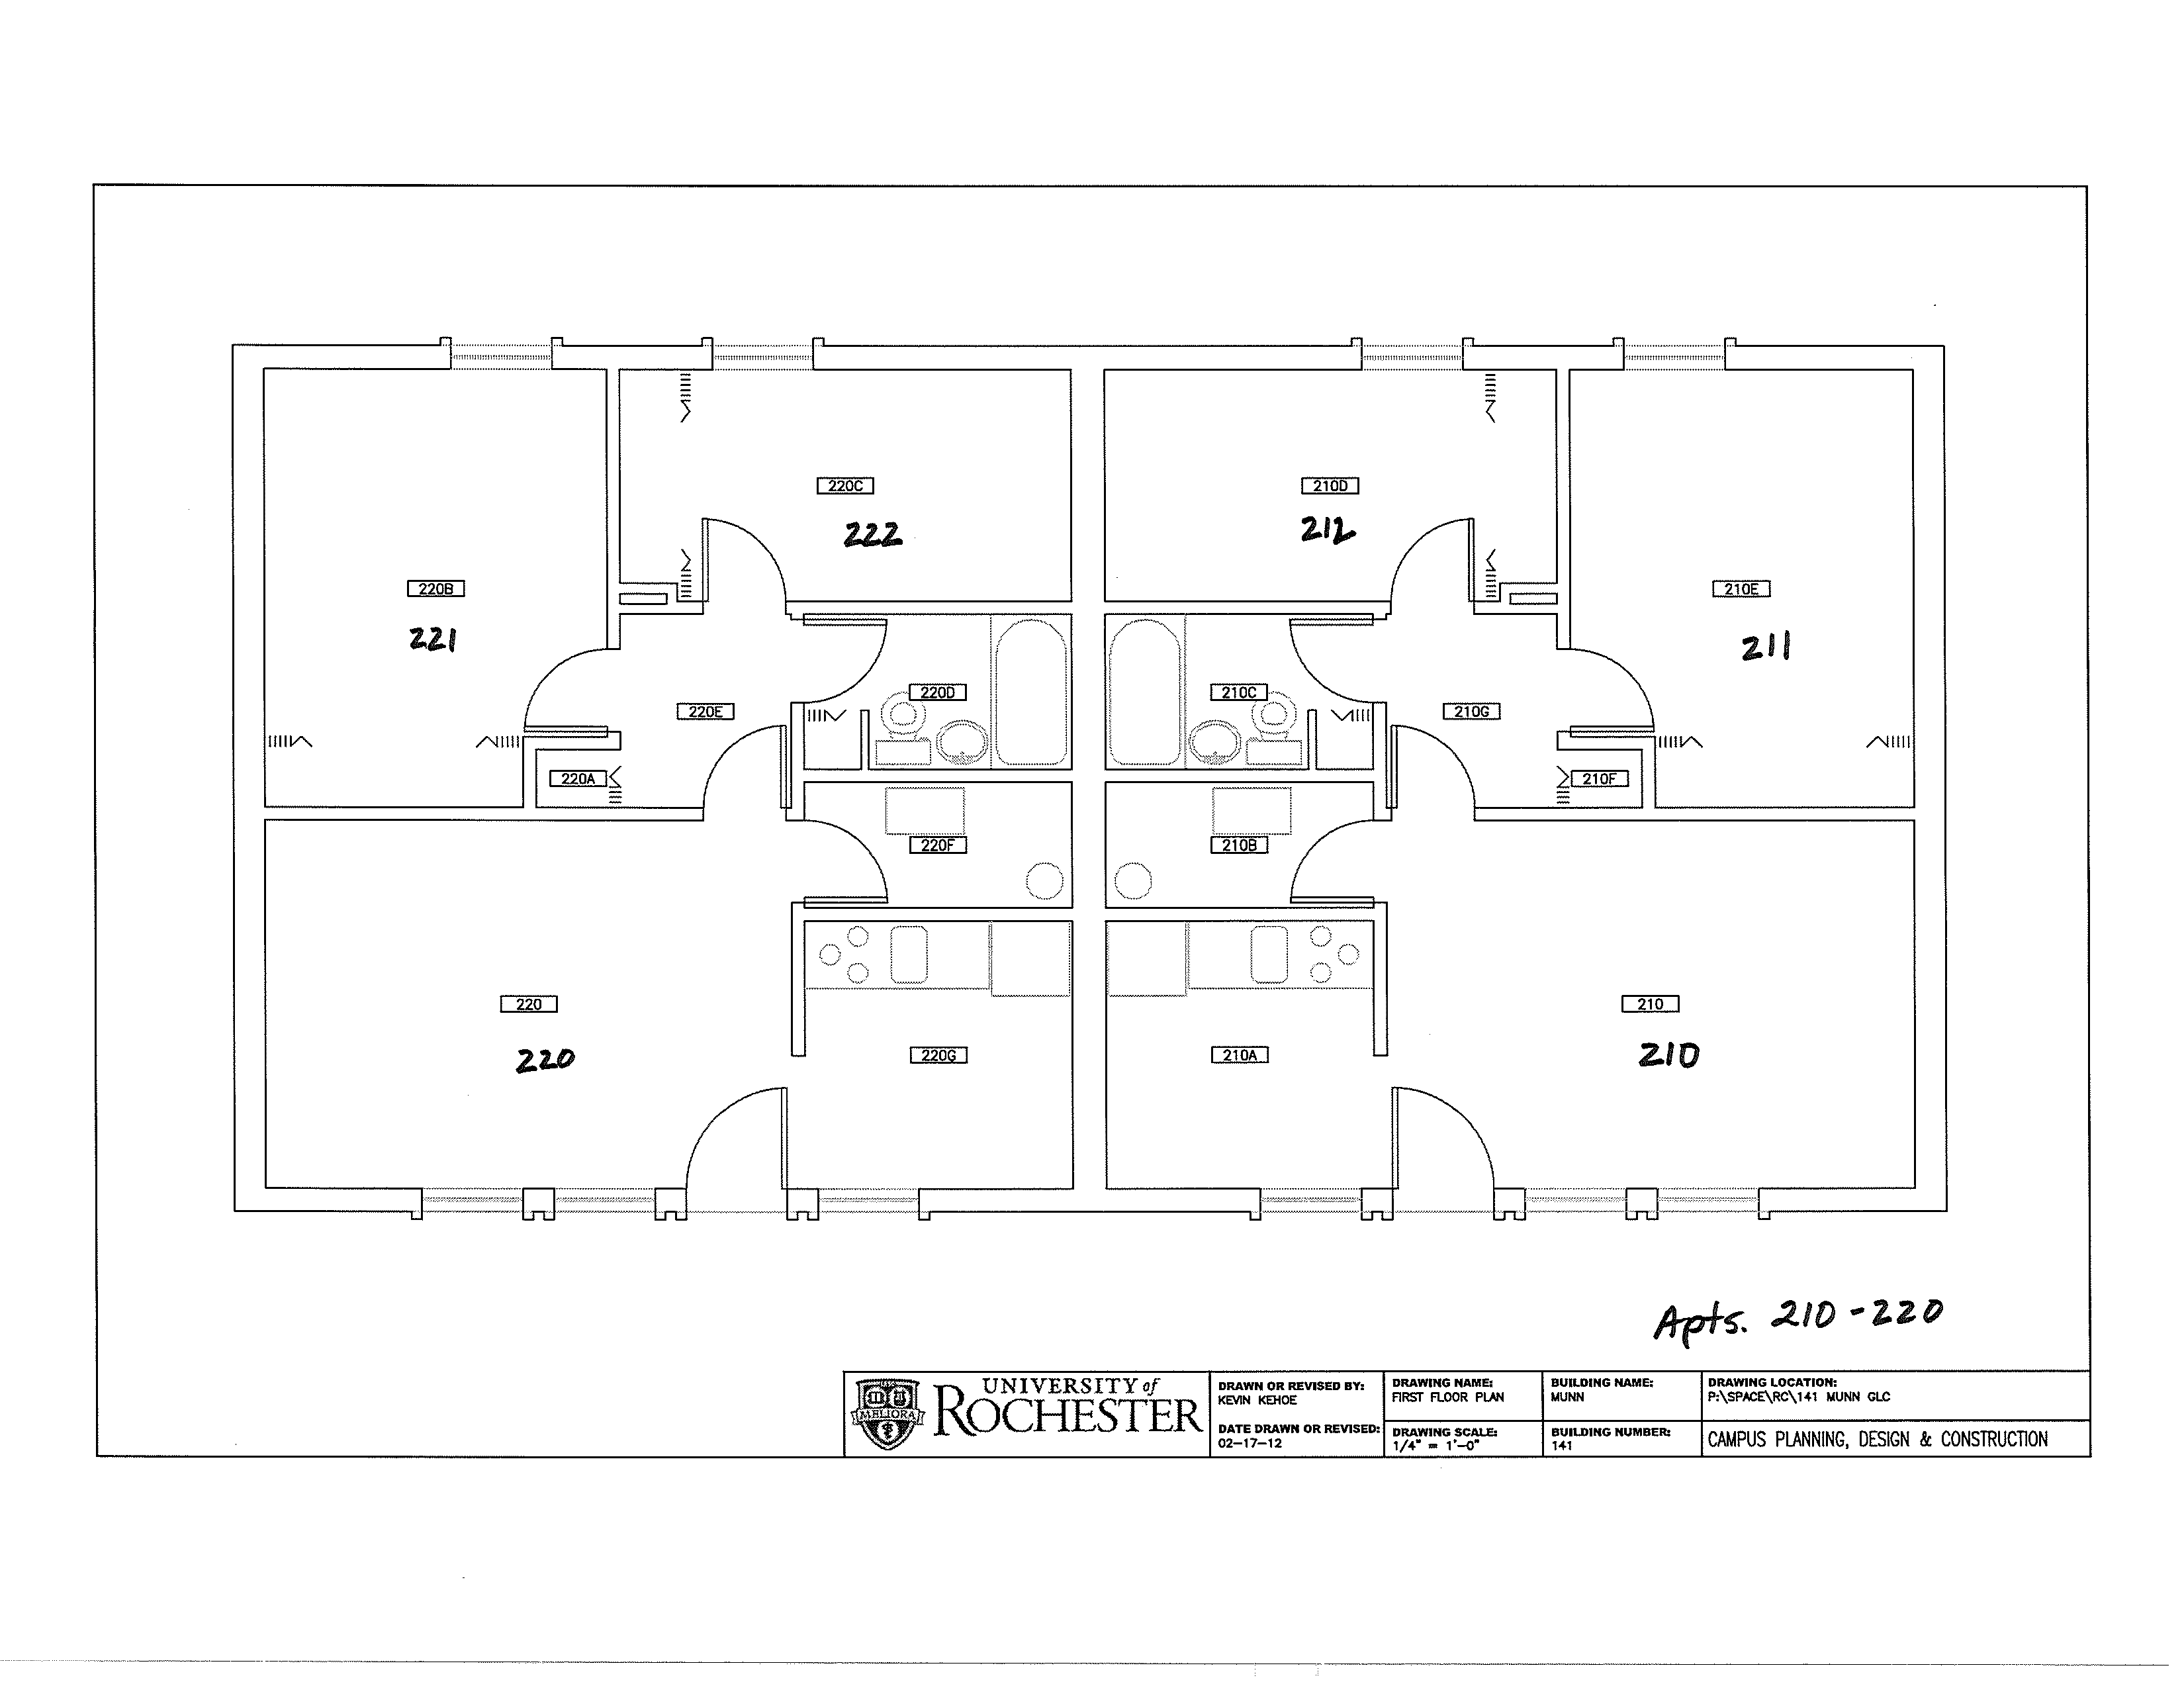 220C
210D
222
212
220B
210E
221
211
220D
210C
220E
210G
220A
210F
220F
210B
220
210
220
210
220G
210A
Apts. 210-220
MELIORA
UNIVERSITY of
ROCHESTER
DRAWN OR REVISED BY:
KEVIN KEHOE
DATE DRAWN OR REVISED:
02-17-12
DRAWING NAME:
FIRST FLOOR PLAN
DRAWING SCALE:
1/4" = 1'-0"
BUILDING NAME:
MUNN
BUILDING NUMBER:
141
DRAWING LOCATION:
P:\SPACE\RC\141 MUNN GLC
CAMPUS PLANNING, DESIGN & CONSTRUCTION